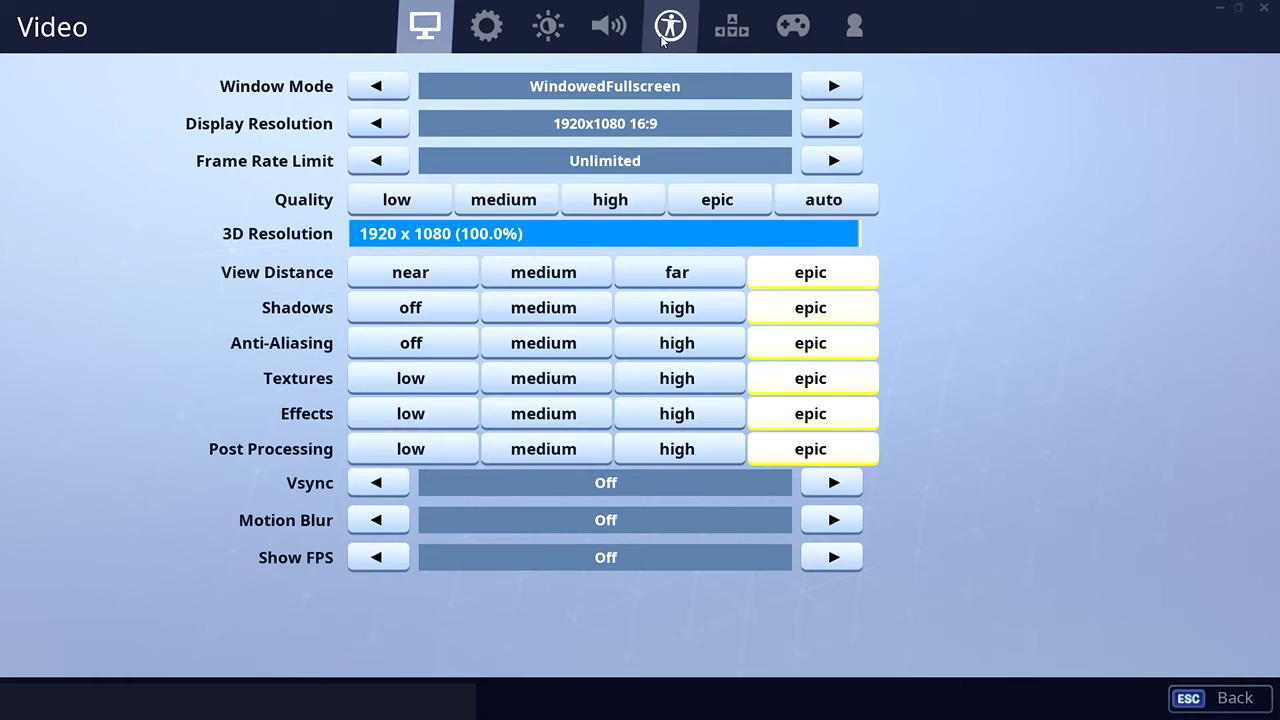 Video
Window Mode WindowedFullscreen
Display Resolution 1920x1080 16:9
Frame Rate Limit Unlimited
Quality low medium high epic auto
3D Resolution 1920 x 1080 (100.0%)
View Distance near medium far epic
Shadows off medium high epic
Anti-Aliasing off medium high epic
Textures low medium high epic
Effects low medium high epic
Post Processing low medium high epic
Vsync Off
Motion Blur Off
Show FPS Off
ESC Back